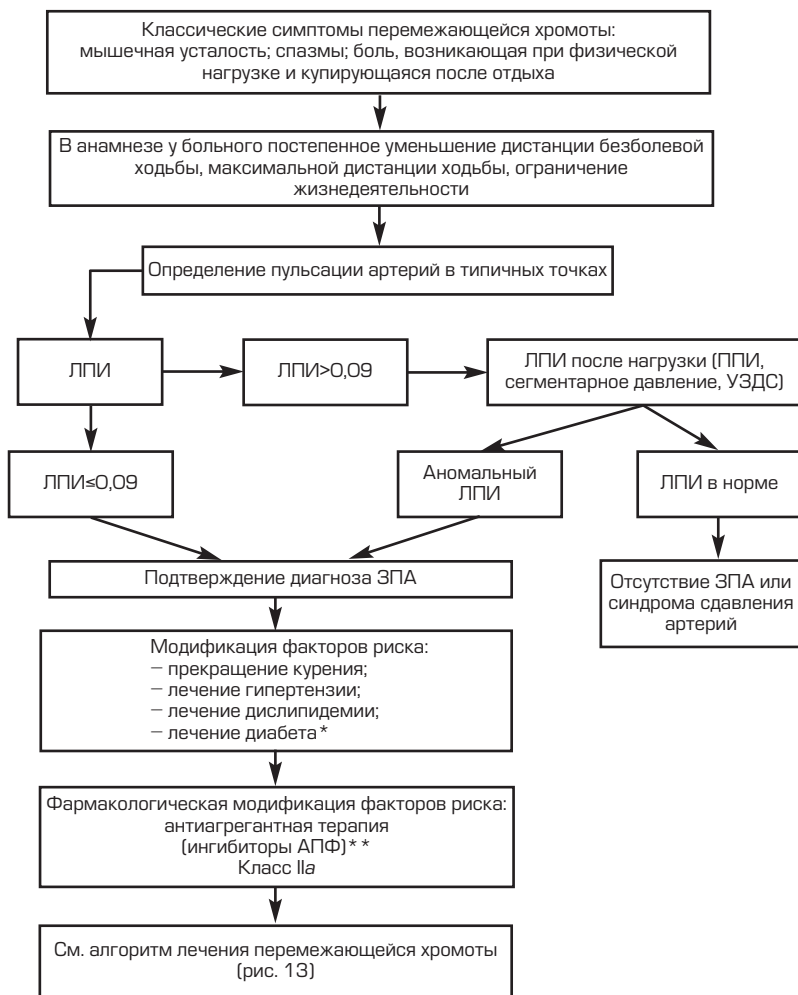 Классические симптомы перемежающейся хромоты:
мышечная усталость; спазмы; боль, возникающая при физической
нагрузке и купирующаяся после отдыха
В анамнезе у больного постепенное уменьшение дистанции безболевой
ходьбы, максимальной дистанции ходьбы, ограничение
жизнедеятельности
Определение пульсации артерий в типичных точках
ЛПИ
ЛПИ>0,09
ЛПИ после нагрузки (ППИ,
сегментарное давление, УЗДС)
ЛПИ≤0,09
Аномальный
ЛПИ
ЛПИ в норме
Подтверждение диагноза ЗПА
Отсутствие ЗПА или
синдрома сдавления
артерий
Модификация факторов риска:
– прекращение курения;
– лечение гипертензии;
– лечение дислипидемии;
– лечение диабета*
Фармакологическая модификация факторов риска:
антиагрегантная терапия
(ингибиторы АПФ)**
Класс IIa
См. алгоритм лечения перемежающейся хромоты
(рис. 13)